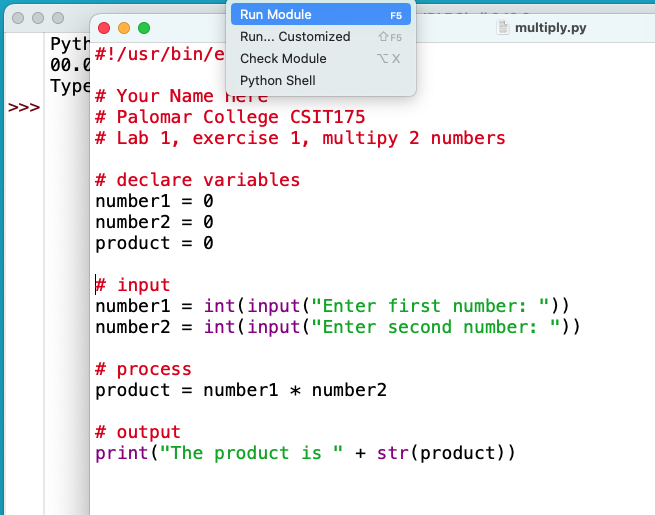 Run Module F5
Run... Customized ⇧F5
Check Module ⌥X
Python Shell
multiply.py
Pyth
00.0
Type
>>>
#!/usr/bin/e
# Your Name here
# Palomar College CSIT175
# Lab 1, exercise 1, multipy 2 numbers
# declare variables
number1 = 0
number2 = 0
product = 0
# input
number1 = int(input("Enter first number: "))
number2 = int(input("Enter second number: "))
# process
product = number1 * number2
# output
print("The product is " + str(product))